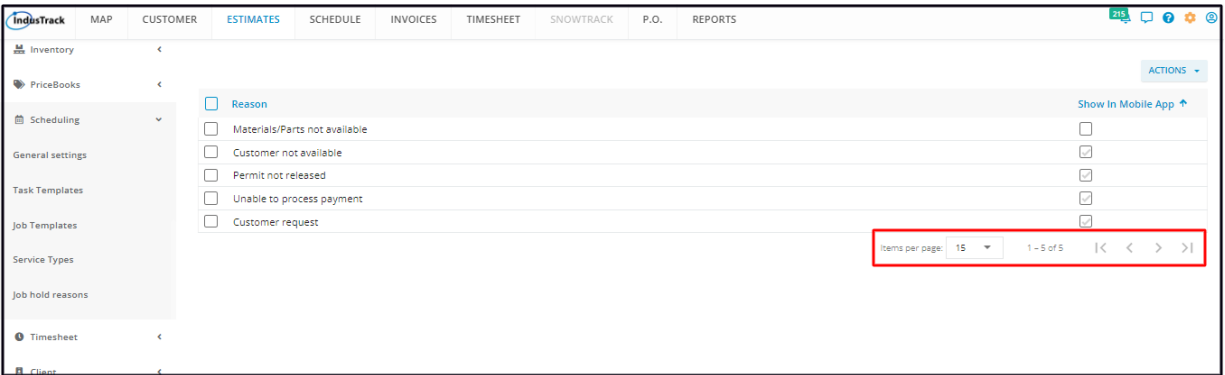 IndusTrack MAP CUSTOMER ESTIMATES SCHEDULE INVOICES TIMESHEET SNOWTRACK P.O. REPORTS 215
Inventory
ACTIONS
PriceBooks
Reason Show In Mobile App
Scheduling
Materials/Parts not available
General settings
Customer not available
Permit not released
Task Templates
Unable to process payment
Job Templates
Customer request
Items per page: 15 1 – 5 of 5
Service Types
Job hold reasons
Timesheet
Client